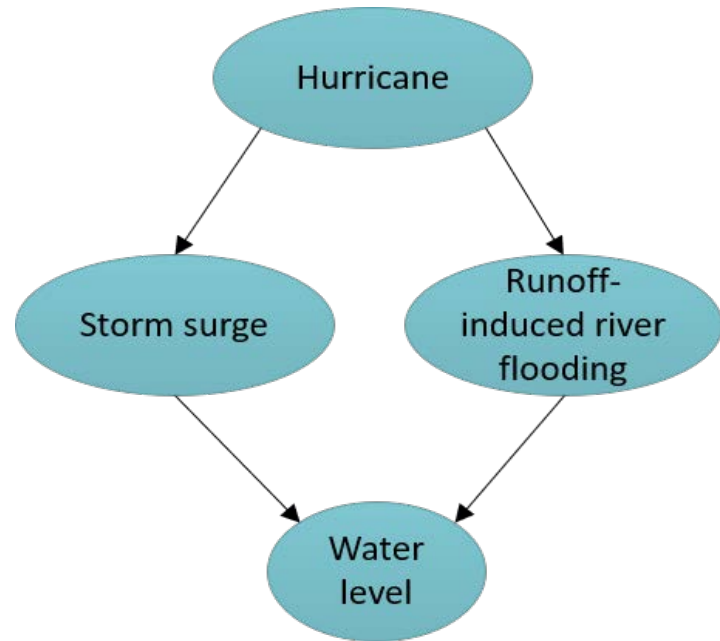 Hurricane
Storm surge
Runoff-
induced river
flooding
Water
level